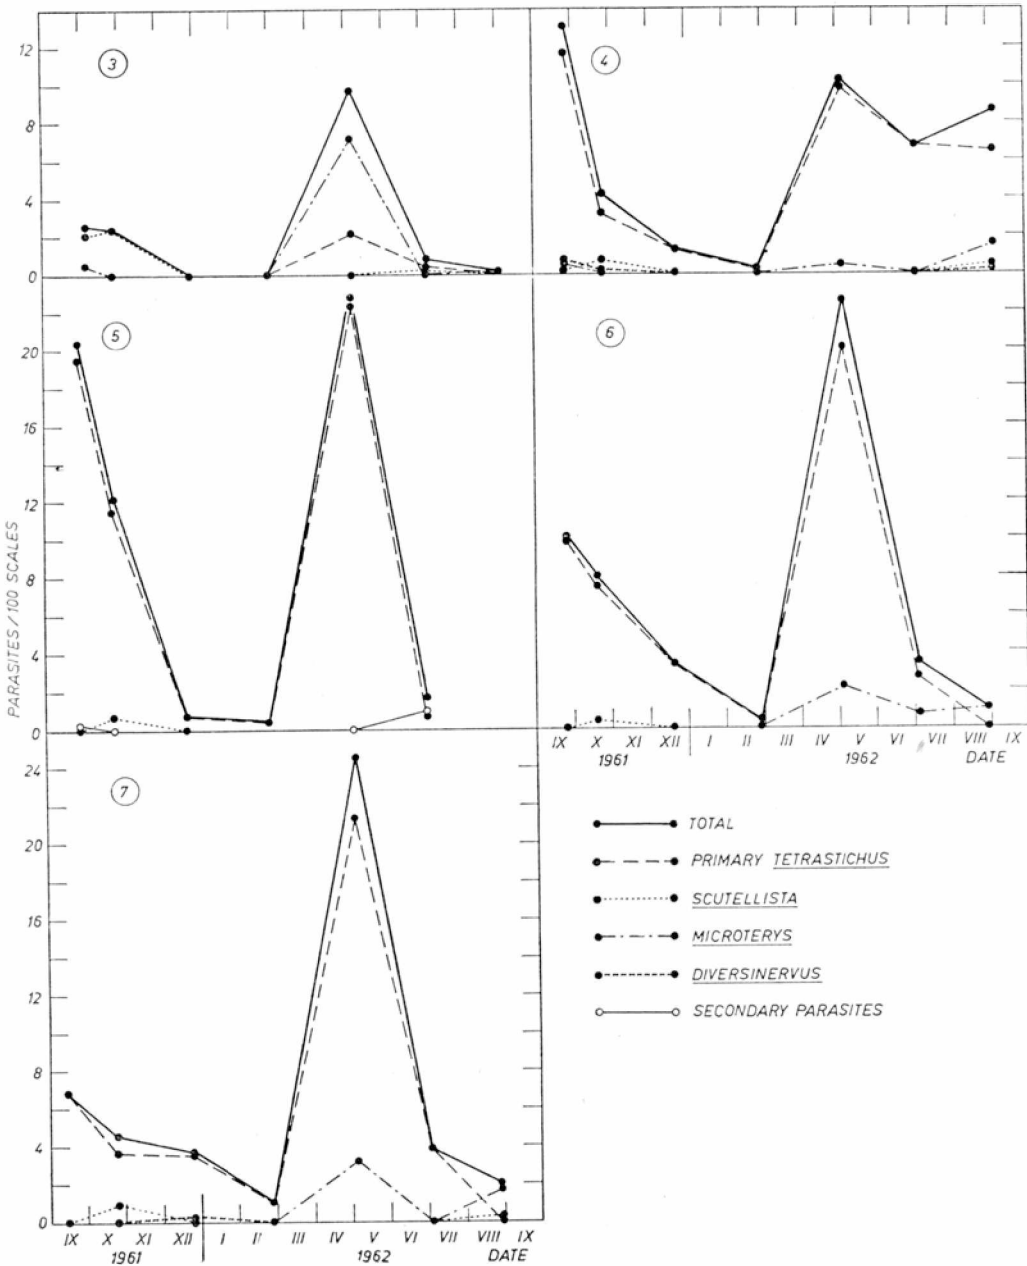 3
4
12
8
4
0
5
6
20
16
12
8
4
0
PARASITES / 100 SCALES
IX X XI XII I II III IV V VI VII VIII IX
1961 1962 DATE
7
24
20
16
12
8
4
0
TOTAL
PRIMARY TETRASTICHUS
SCUTELLISTA
MICROTERYS
DIVERSINERVUS
SECONDARY PARASITES
IX X XI XII I II III IV V VI VII VIII IX
1961 1962 DATE